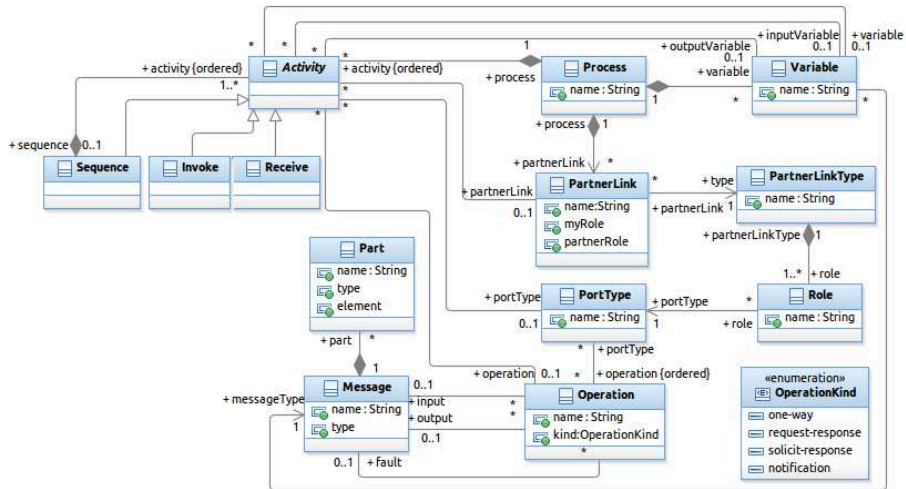 * * * *
+ inputVariable + variable
0..1 0..1
+ outputVariable
0..1
+ activity {ordered}
1..*
Activity
*
+ activity {ordered}
*
*
*
1
+ process
Process
name : String
1
+ variable
*
Variable
name : String
*
+ sequence 0..1
Sequence
Invoke
Receive
+ process 1
+ partnerLink *
+ partnerLink
0..1
PartnerLink
name:String
myRole
partnerRole
* + type
+ partnerLink 1
PartnerLinkType
name : String
+ partnerLinkType 1
1..* + role
Part
name : String
type
element
+ part *
1
+ portType
0..1
PortType
name : String
+ portType *
1 + role
Role
name : String
* + portType
+ operation 0..1
* + operation {ordered}
+ messageType
1
Message
name : String
type
0..1
+ input *
+ output *
0..1
0..1 + fault
Operation
name : String
kind:OperationKind
*
«enumeration»
OperationKind
one-way
request-response
solicit-response
notification